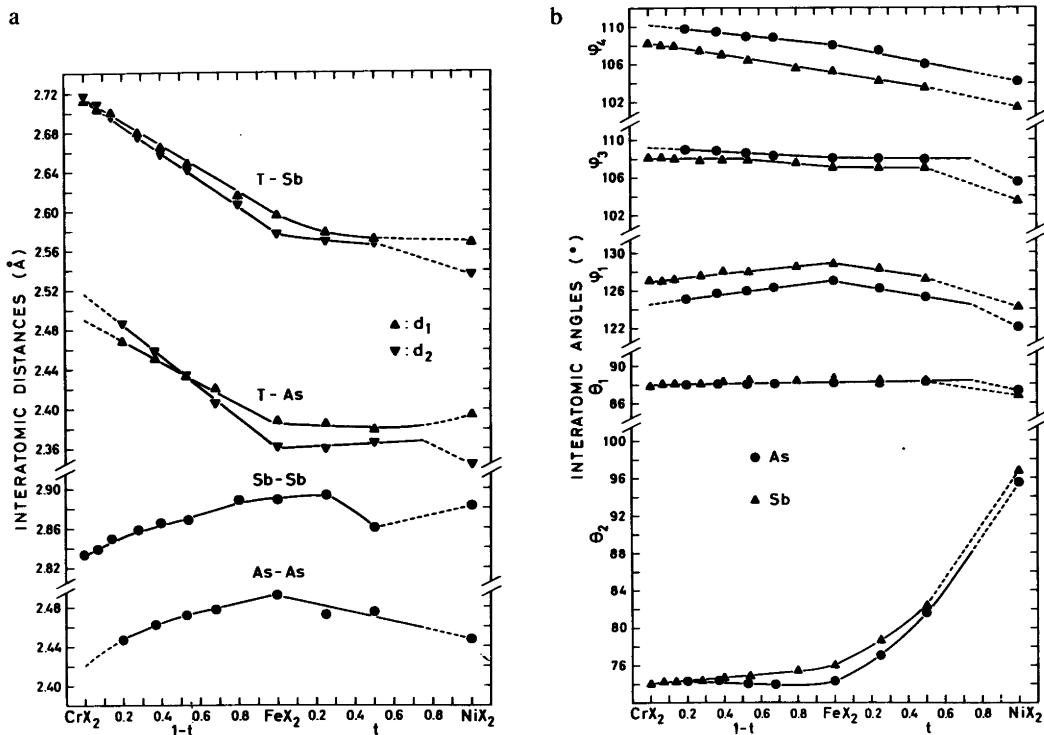 a
b
INTERATOMIC DISTANCES (Å)
2.72
2.68
2.64
2.60
2.56
2.52
2.48
2.44
2.40
2.36
2.90
2.86
2.82
2.48
2.44
2.40
T-Sb
▲: d₁
▼: d₂
T-As
Sb-Sb
As-As
CrX₂ 0.2 0.4 0.6 0.8 FeX₂ 0.2 0.4 0.6 0.8 NiX₂
1-t t
INTERATOMIC ANGLES (°)
φ₄
110
106
102
φ₃
110
106
102
φ₁
130
126
122
θ₁
88
86
θ₂
100
96
92
88
84
80
76
● As
▲ Sb
CrX₂ 0.2 0.4 0.6 0.8 FeX₂ 0.2 0.4 0.6 0.8 NiX₂
1-t t